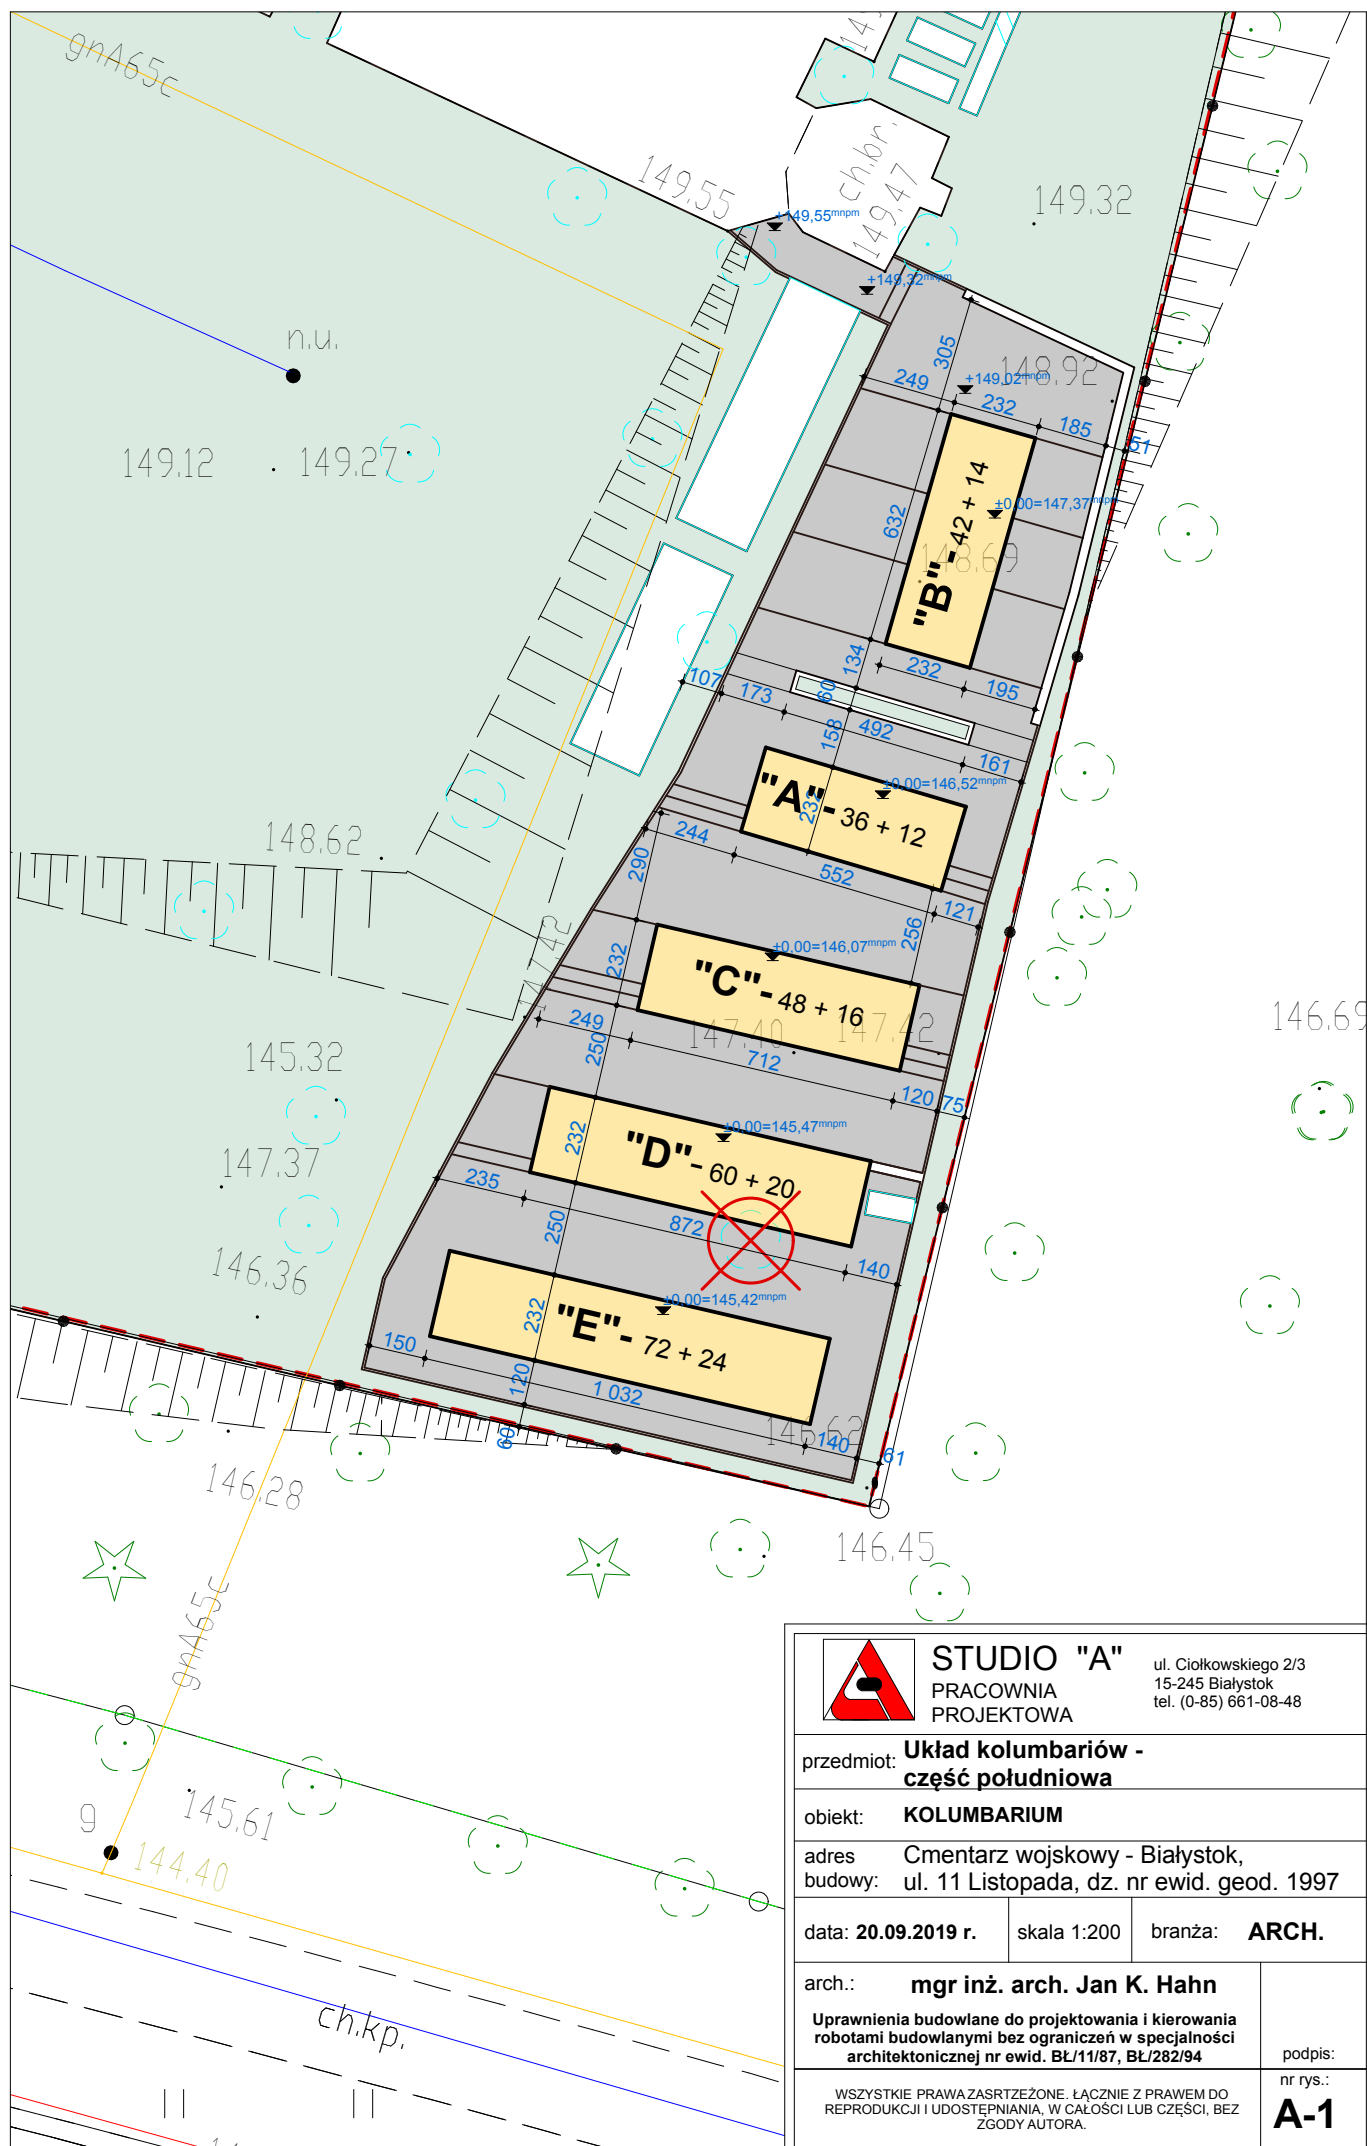 gnA65c
149.55
ch.br.
149.47
149.32
+149,55mnpm
+149,32mnpm
n.u.
305
148.92
249
+149,02mnpm
232
185
51
149.12
149.27
632
"B"- 42 + 14
±0,00=147,37mnpm
148.69
134
232
195
107
173
60
492
158
161
"A"- 36 + 12
±0,00=146,52mnpm
232
148.62
244
290
552
121
256
147.42
232
"C"- 48 + 16
±0,00=146,07mnpm
146.69
249
250
147.40
147.42
712
145.32
120
75
232
"D"- 60 + 20
±0,00=145,47mnpm
147.37
235
872
250
140
146.36
±0,00=145,42mnpm
232
"E"- 72 + 24
150
120
1 032
146.62
140
60
61
146.28
146.45
gnA65c
9
145.61
144.40
ch.kp.
STUDIO "A"
PRACOWNIA
PROJEKTOWA
ul. Ciołkowskiego 2/3
15-245 Białystok
tel. (0-85) 661-08-48
przedmiot: Układ kolumbariów -
część południowa
obiekt: KOLUMBARIUM
adres budowy: Cmentarz wojskowy - Białystok,
ul. 11 Listopada, dz. nr ewid. geod. 1997
data: 20.09.2019 r. skala 1:200 branża: ARCH.
arch.: mgr inż. arch. Jan K. Hahn
Uprawnienia budowlane do projektowania i kierowania
robotami budowlanymi bez ograniczeń w specjalności
architektonicznej nr ewid. BŁ/11/87, BŁ/282/94
podpis:
WSZYSTKIE PRAWA ZASRTZEŻONE. ŁĄCZNIE Z PRAWEM DO
REPRODUKCJI I UDOSTĘPNIANIA, W CAŁOŚCI LUB CZĘŚCI, BEZ
ZGODY AUTORA.
nr rys.:
A-1